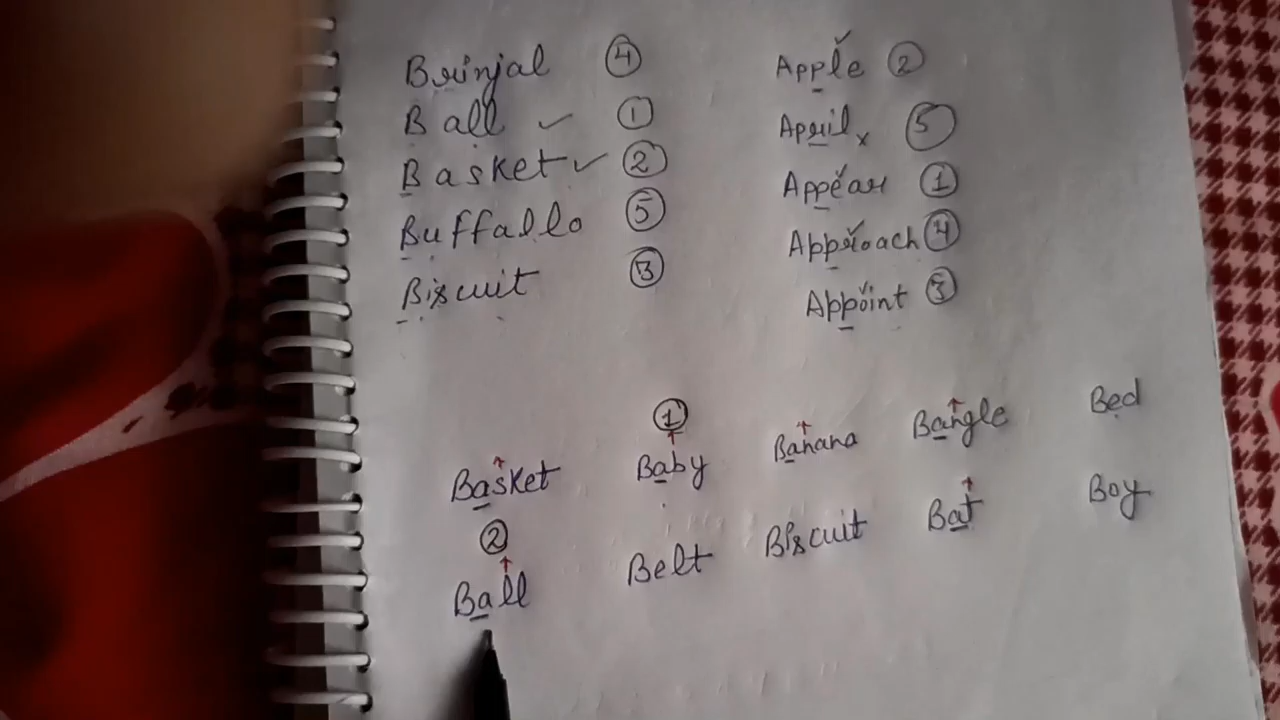 Brinjal 4 Apple ✓ 2
Ball ✓ 1 April x 5
Basket ✓ 2 Appear ✓ 1
Buffallo 5 Approach ✓ 4
Biscuit 3 Appoint ✓ 3
1
Basket Baby Banana Bangle Bed
2
Ball Belt Biscuit Bat Boy